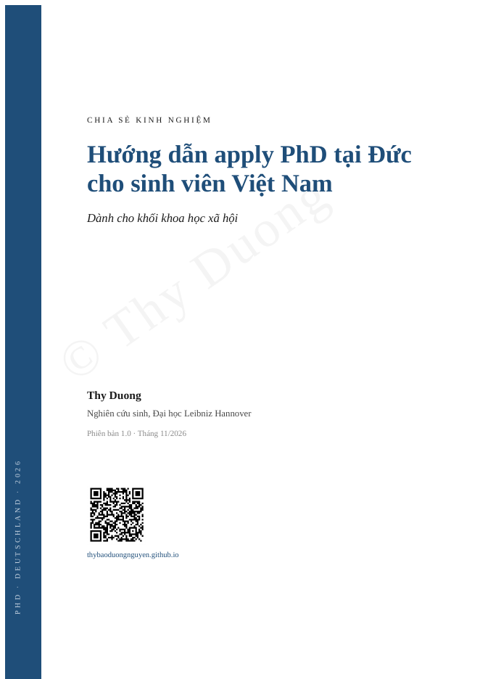 CHIA SẺ KINH NGHIỆM
Hướng dẫn apply PhD tại Đức
cho sinh viên Việt Nam
Dành cho khối khoa học xã hội
© Thy Duong
Thy Duong
Nghiên cứu sinh, Đại học Leibniz Hannover
Phiên bản 1.0 · Tháng 11/2026
thybaoduongnguyen.github.io
PHD · DEUTSCHLAND · 2026